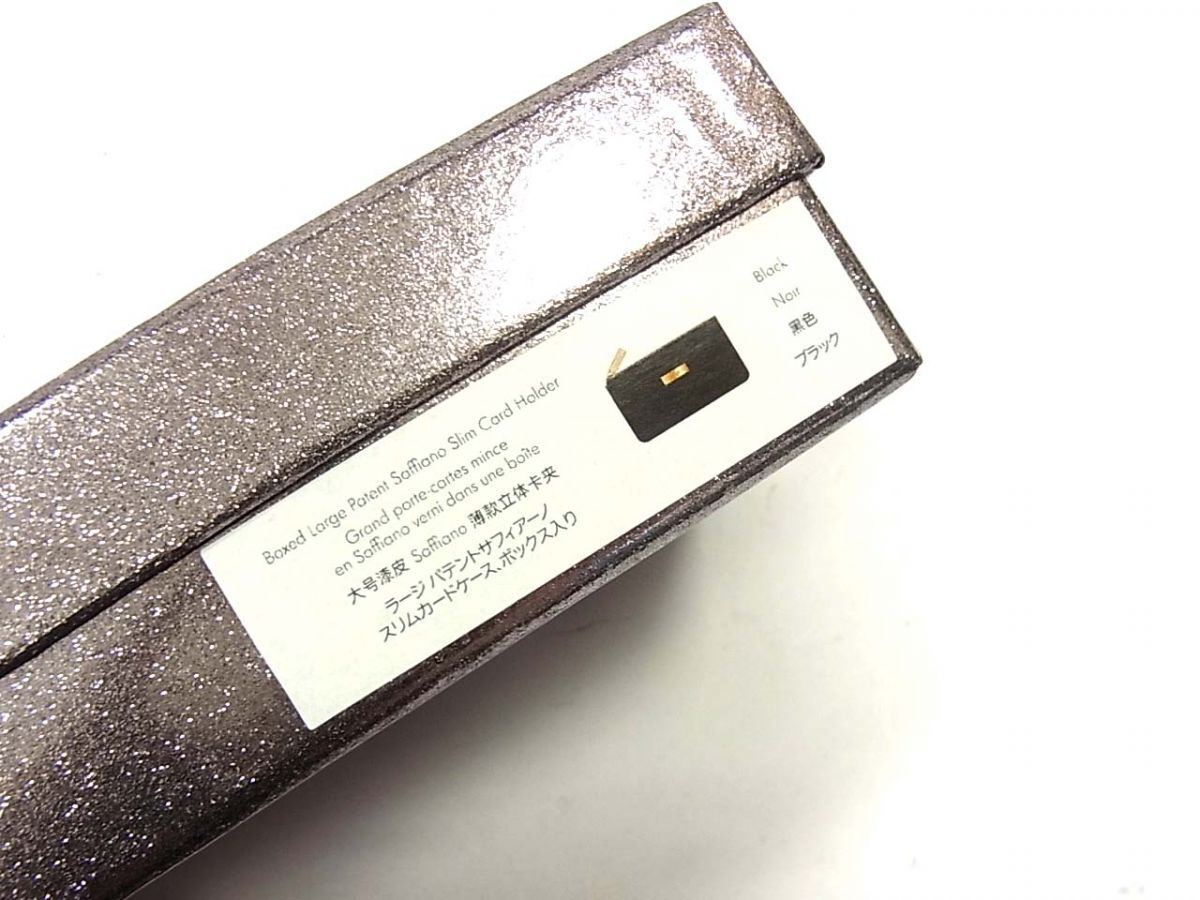 Boxed Large Patent Saffiano Slim Card Holder
Grand porte-cartes mince
en Saffiano verni dans une boîte
大号漆皮 Saffiano 薄款立体卡夹
ラージ パテントサフィアーノ
スリムカードケース、ボックス入り
Black
Noir
黑色
ブラック